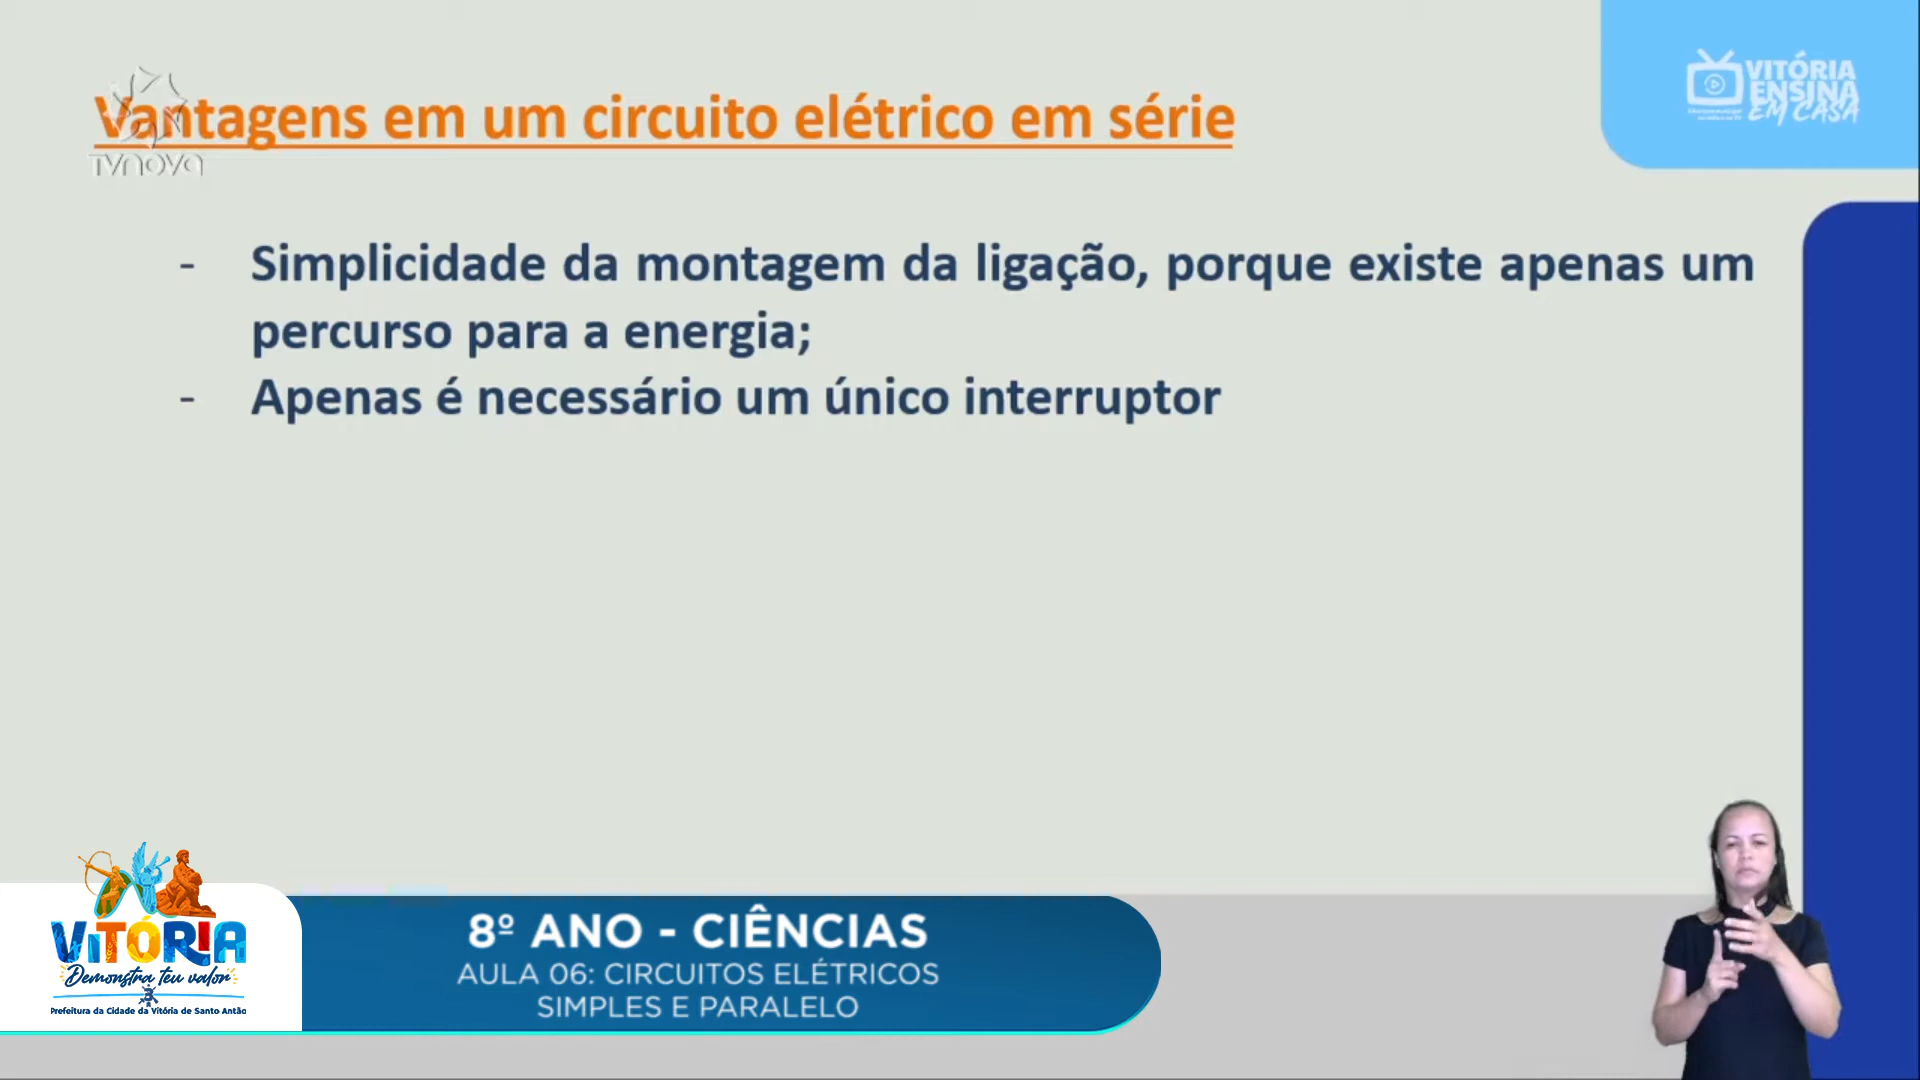 Vantagens em um circuito elétrico em série
TVNOVA
VITÓRIA
ENSINA
EM CASA
- Simplicidade da montagem da ligação, porque existe apenas um
percurso para a energia;
- Apenas é necessário um único interruptor
VITÓRIA
Demonstra teu valor
Prefeitura da Cidade da Vitória de Santo Antão
8º ANO - CIÊNCIAS
AULA 06: CIRCUITOS ELÉTRICOS
SIMPLES E PARALELO